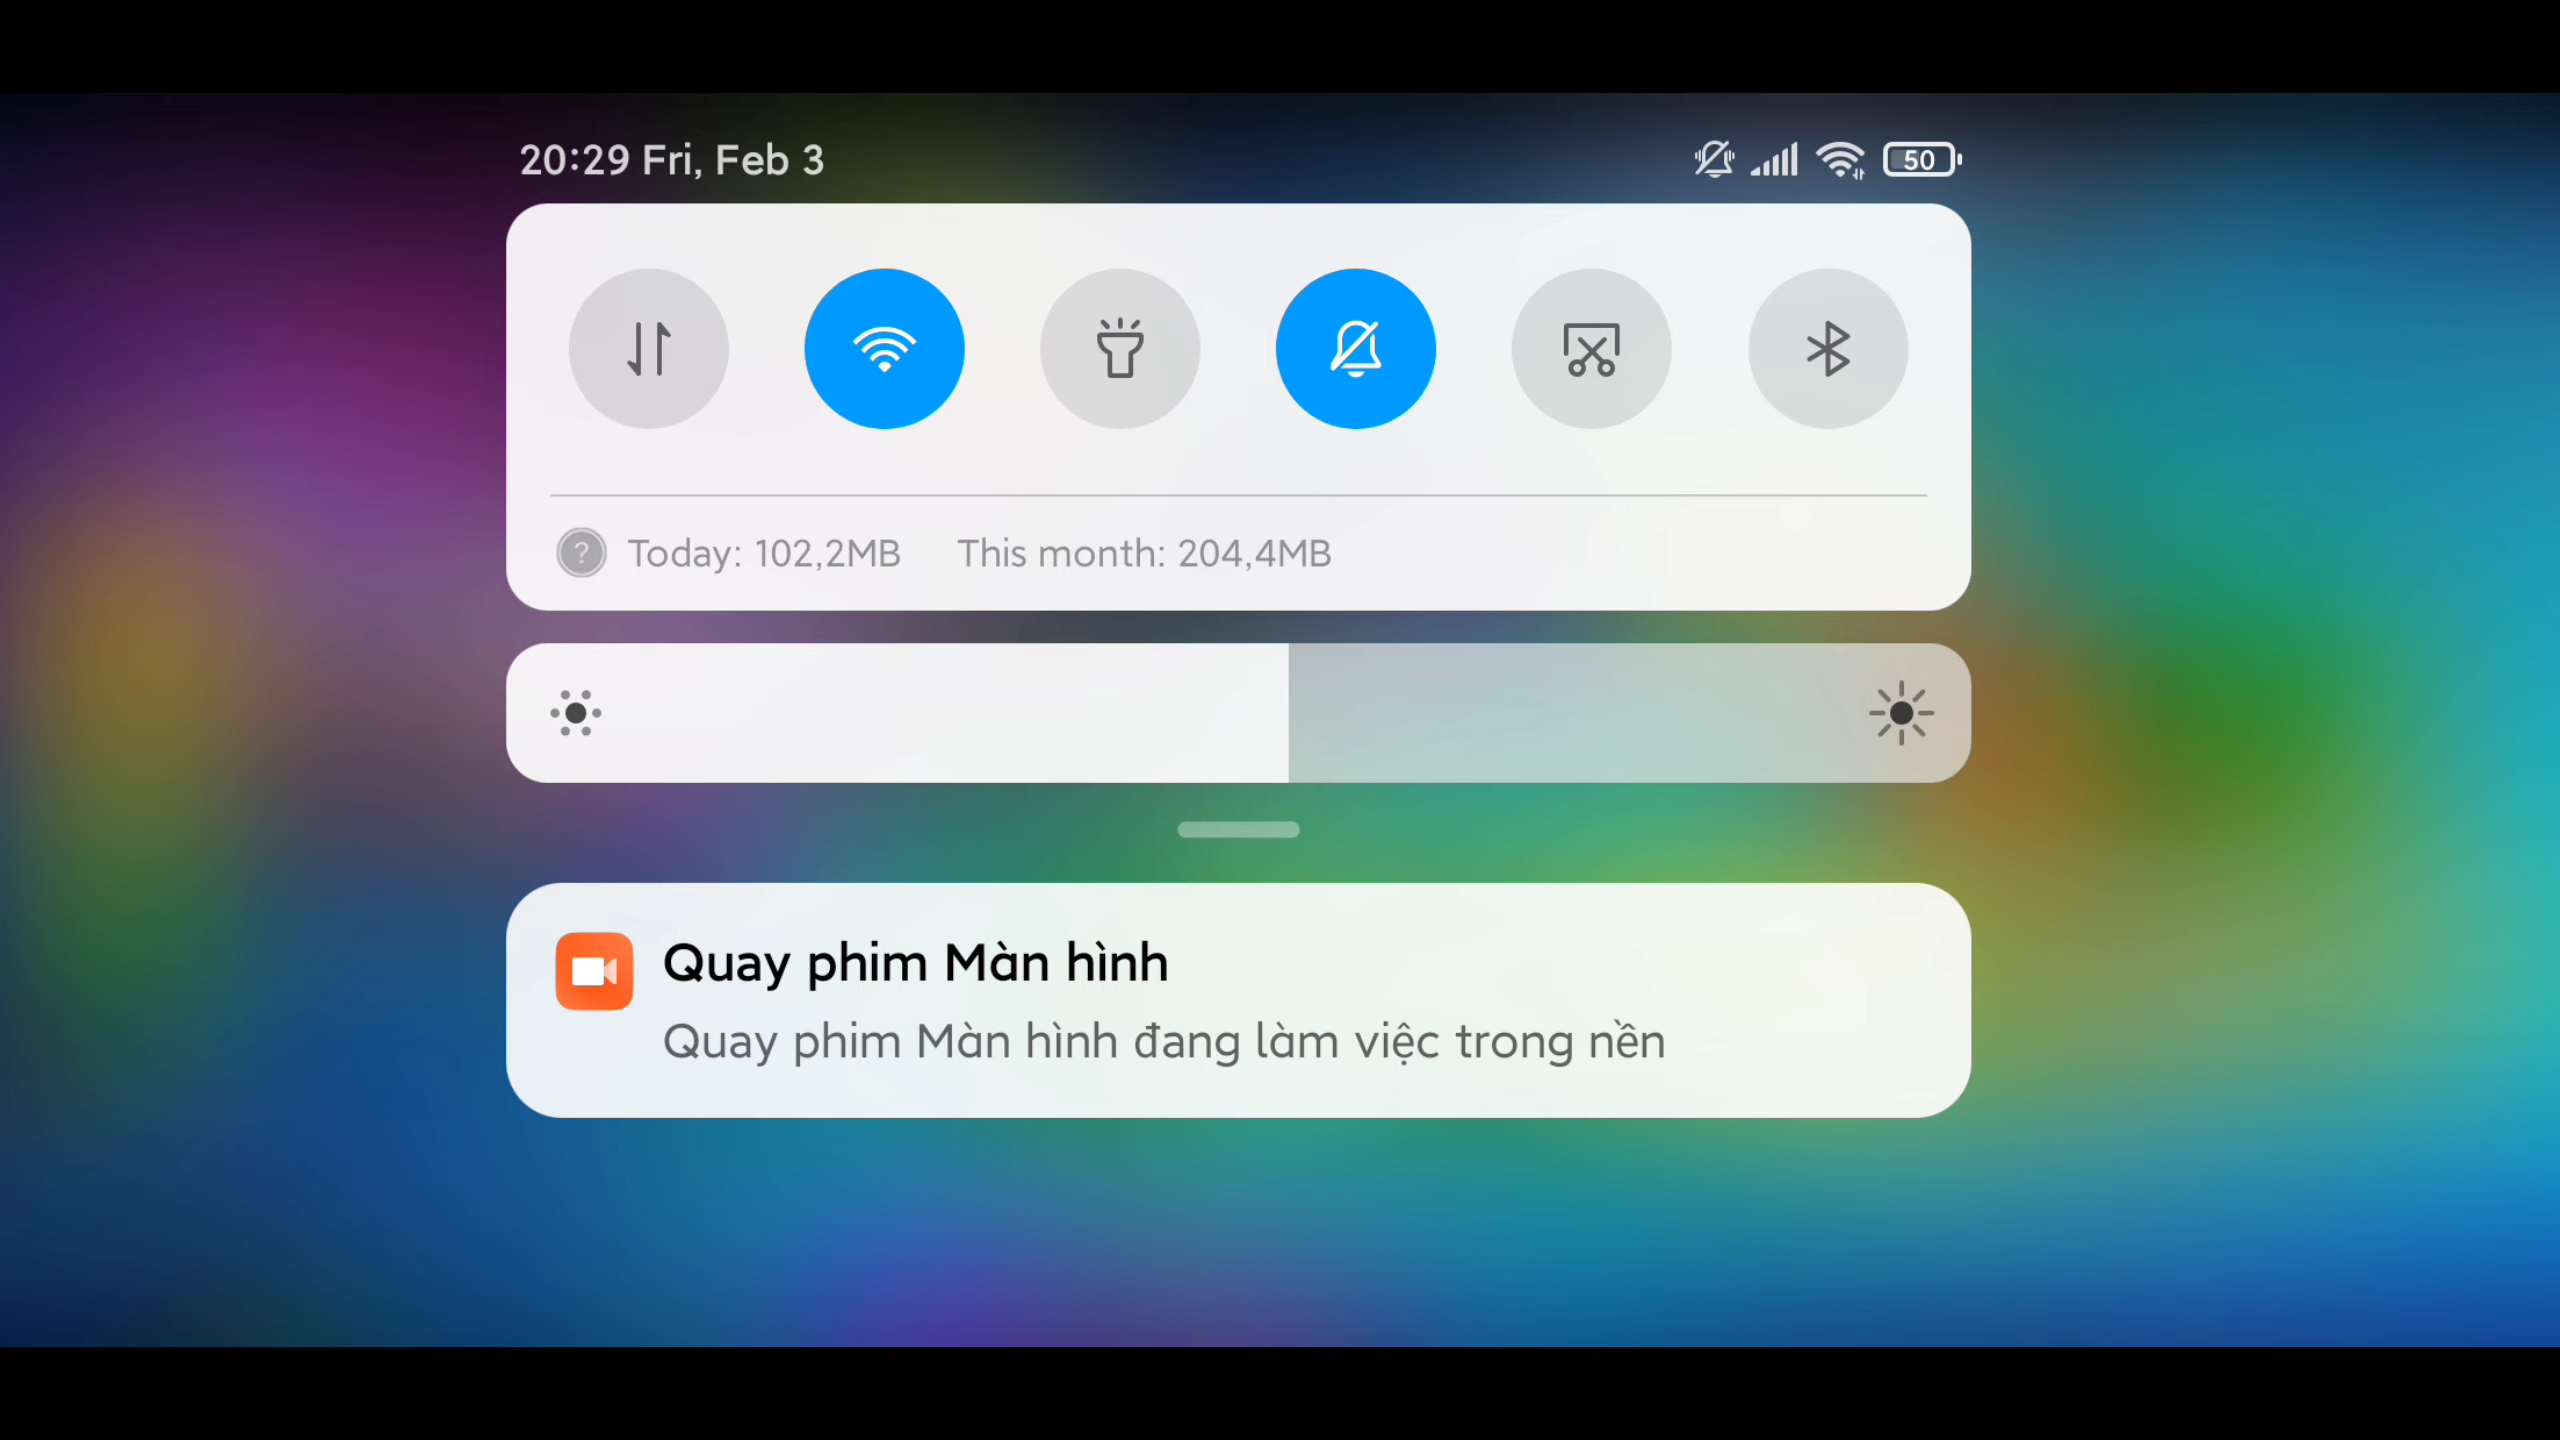 20:29 Fri, Feb 3
50
Today: 102,2MB This month: 204,4MB
Quay phim Màn hình
Quay phim Màn hình đang làm việc trong nền